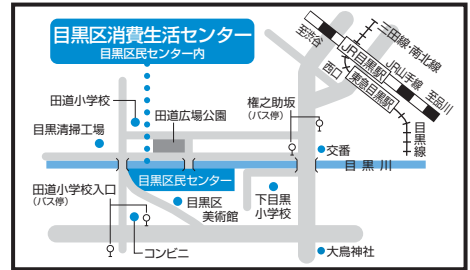 目黒区消費生活センター
目黒区民センター内
至渋谷
三田線・南北線
JR目黒駅
JR山手線
至品川
西口
東急目黒駅
目黒線
田道小学校
田道広場公園
権之助坂
(バス停)
目黒清掃工場
交番
目黒川
田道小学校入口
(バス停)
目黒区民センター
目黒区
美術館
下目黒
小学校
コンビニ
大鳥神社